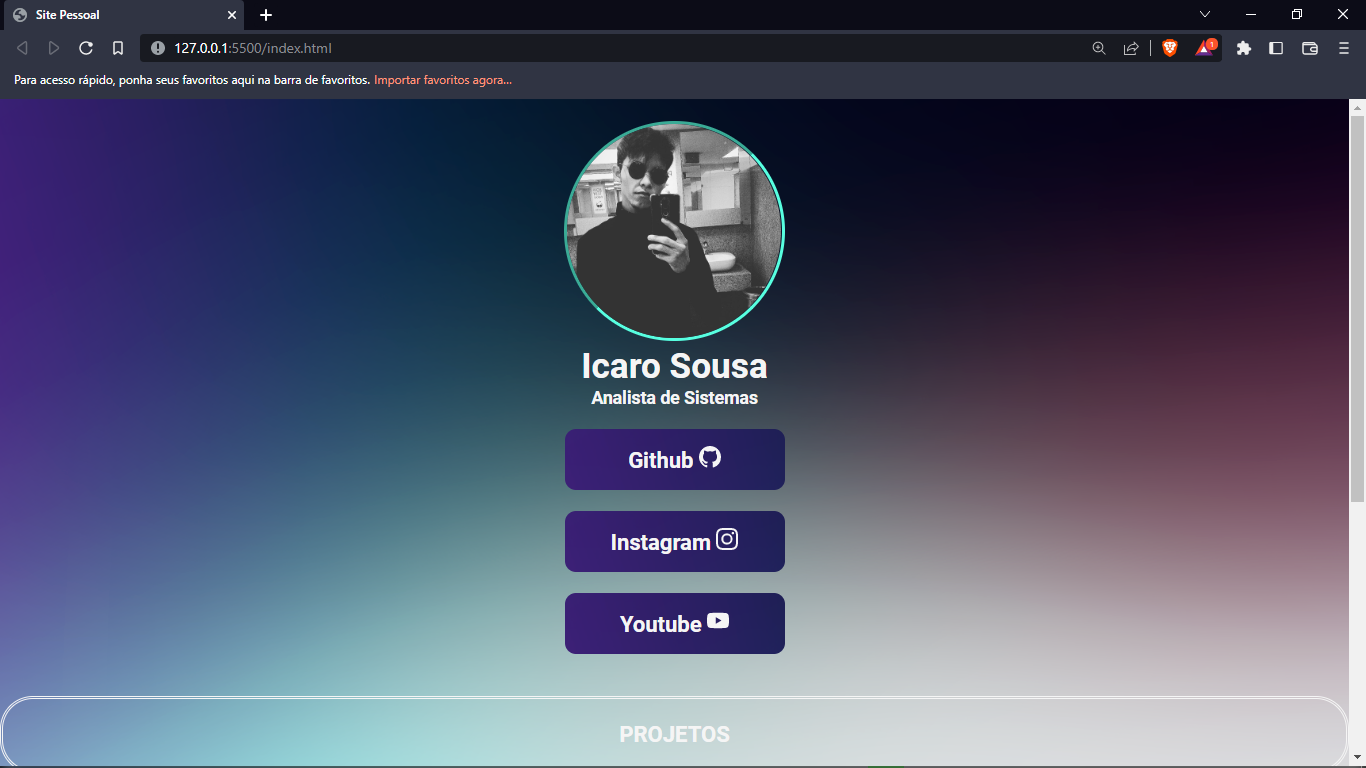 Site Pessoal
127.0.0.1:5500/index.html
1
Para acesso rápido, ponha seus favoritos aqui na barra de favoritos. Importar favoritos agora...
Icaro Sousa
Analista de Sistemas
Github
Instagram
Youtube
PROJETOS